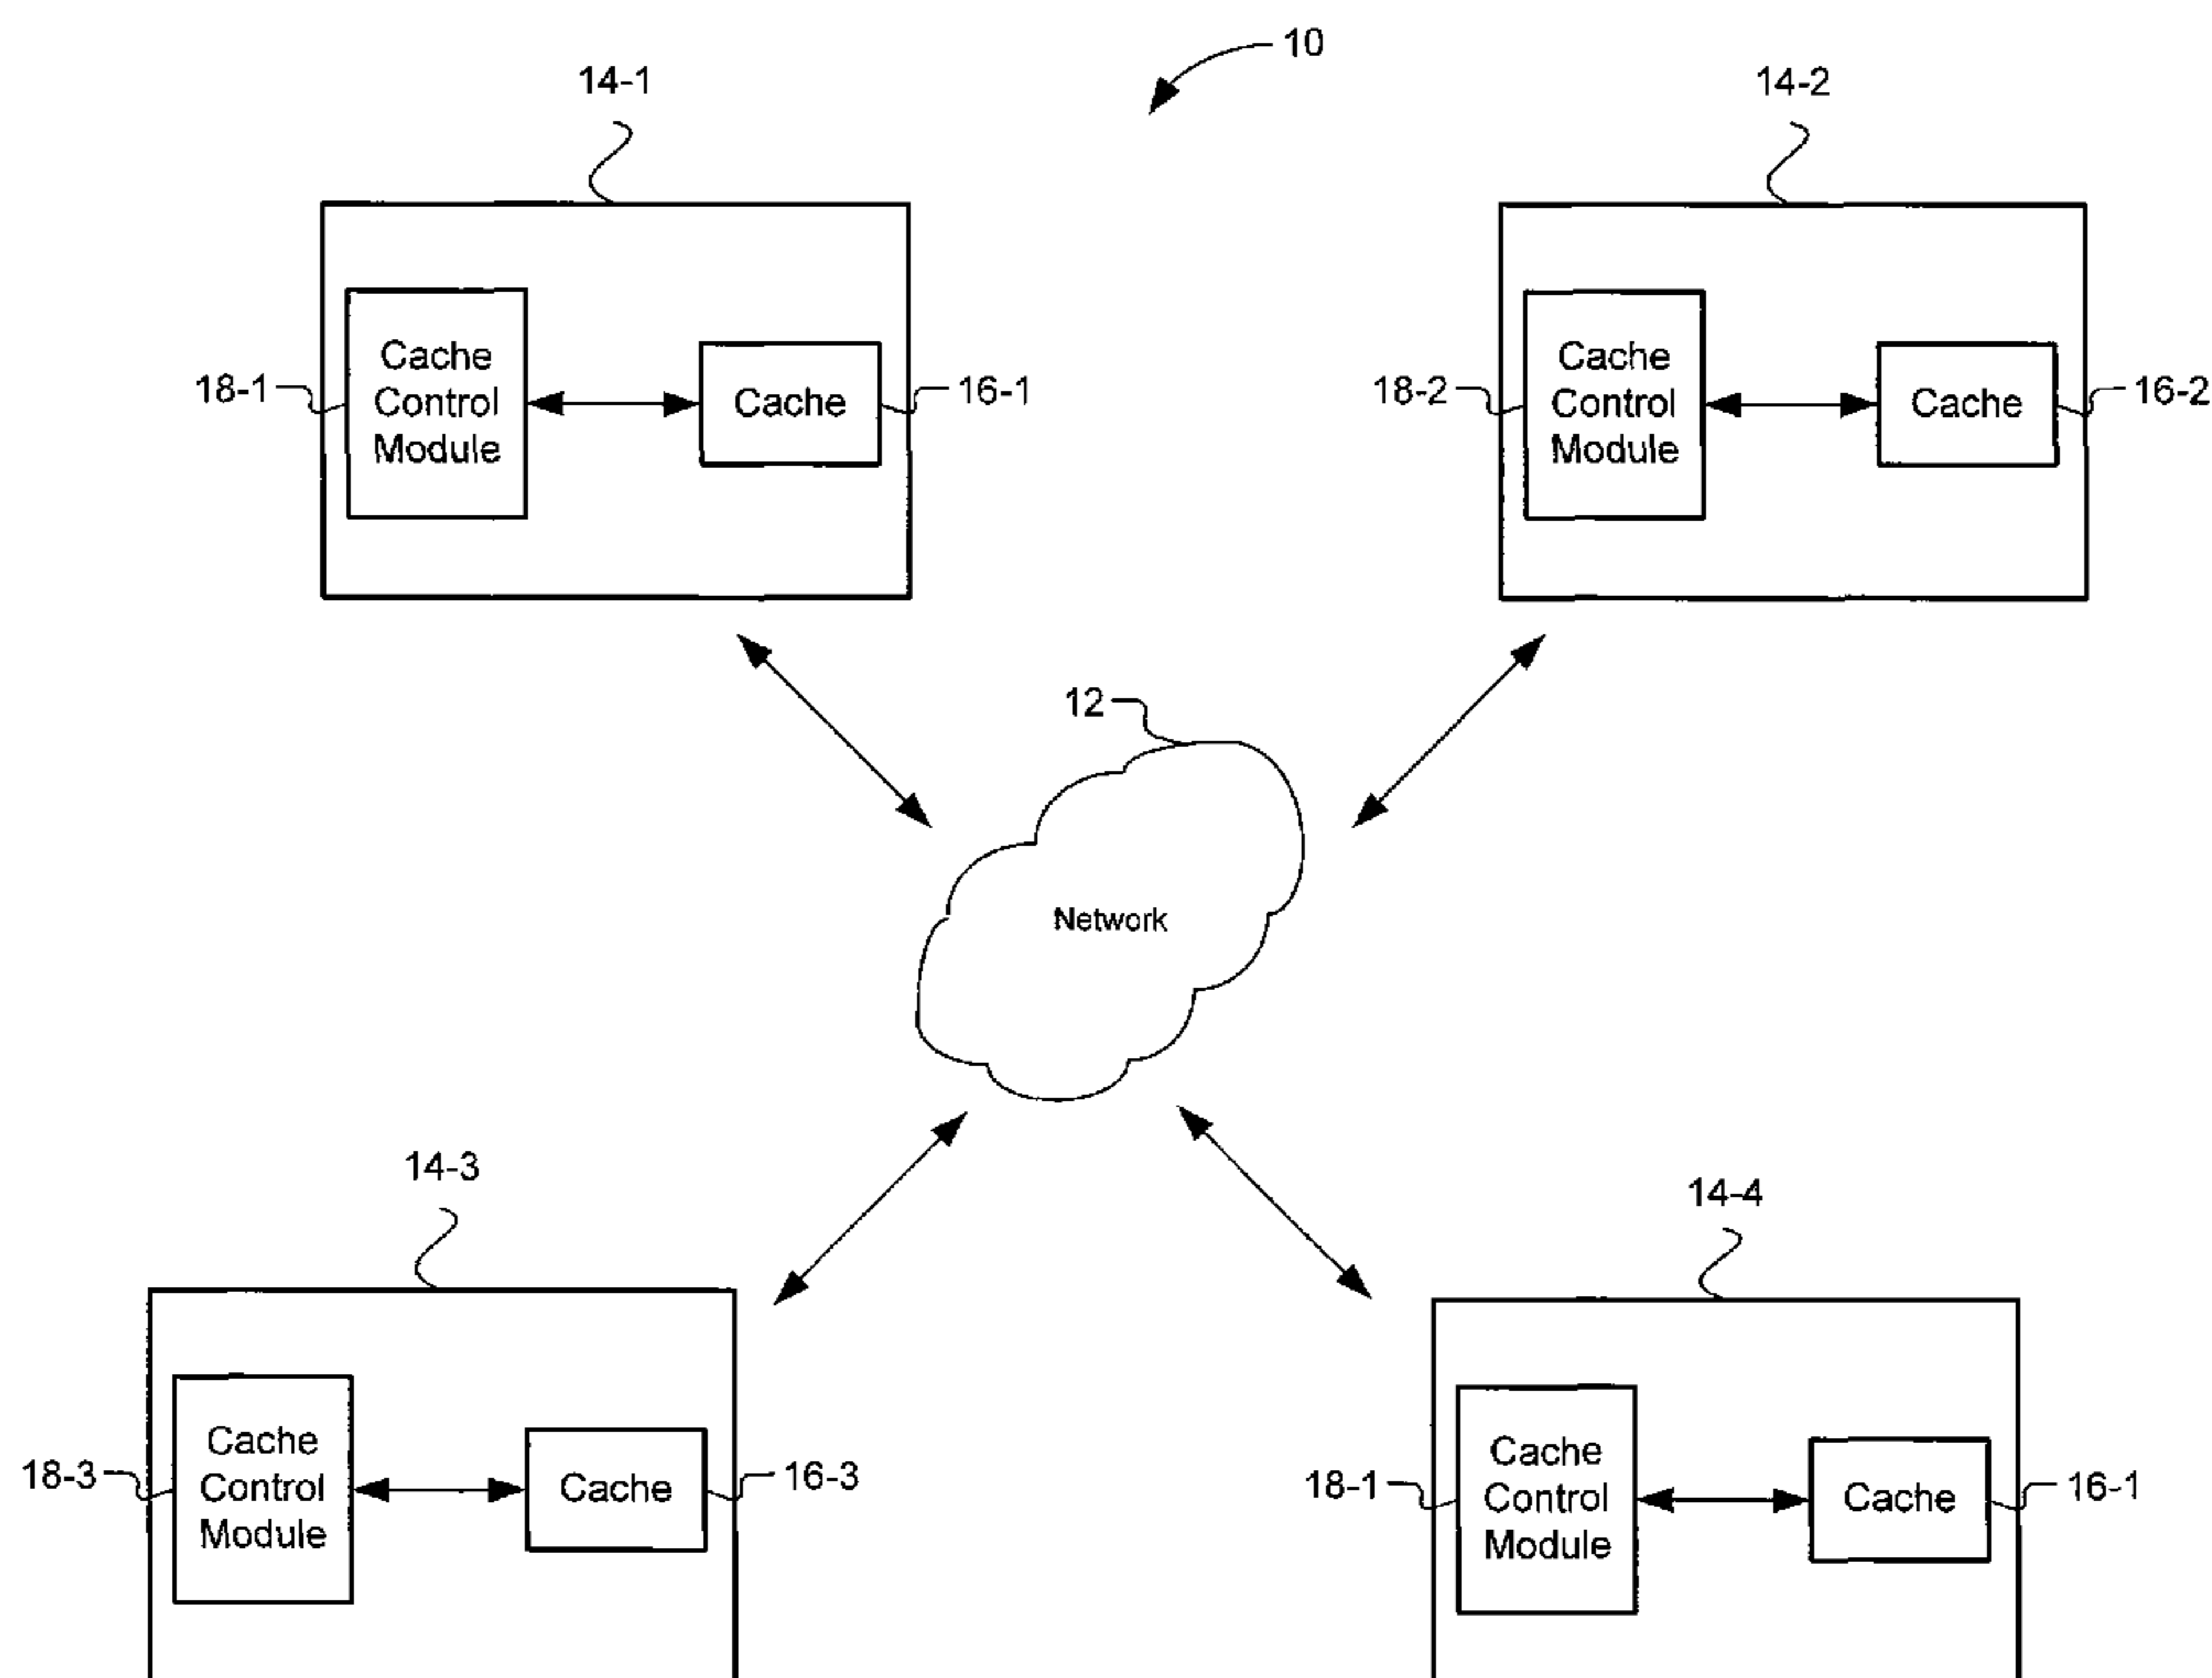 10
14-1
14-2
Cache
Control
Module
Cache
18-1
16-1
Cache
Control
Module
Cache
18-2
16-2
12
Network
14-3
14-4
Cache
Control
Module
Cache
18-3
16-3
Cache
Control
Module
Cache
18-1
16-1